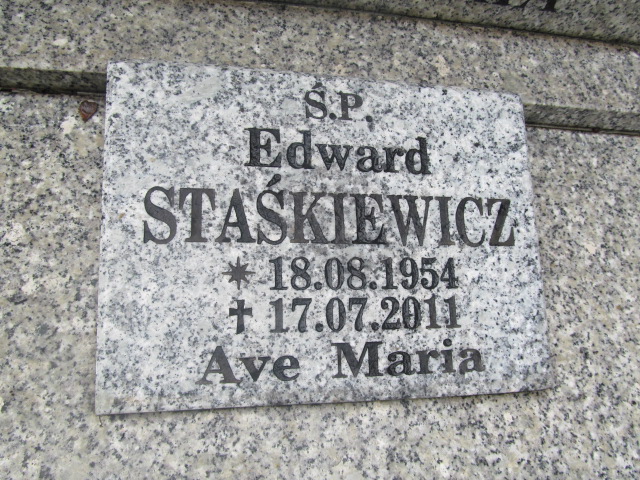 Ś.P.
Edward
STAŚKIEWICZ
* 18.08.1954
✝ 17.07.2011
Ave Maria